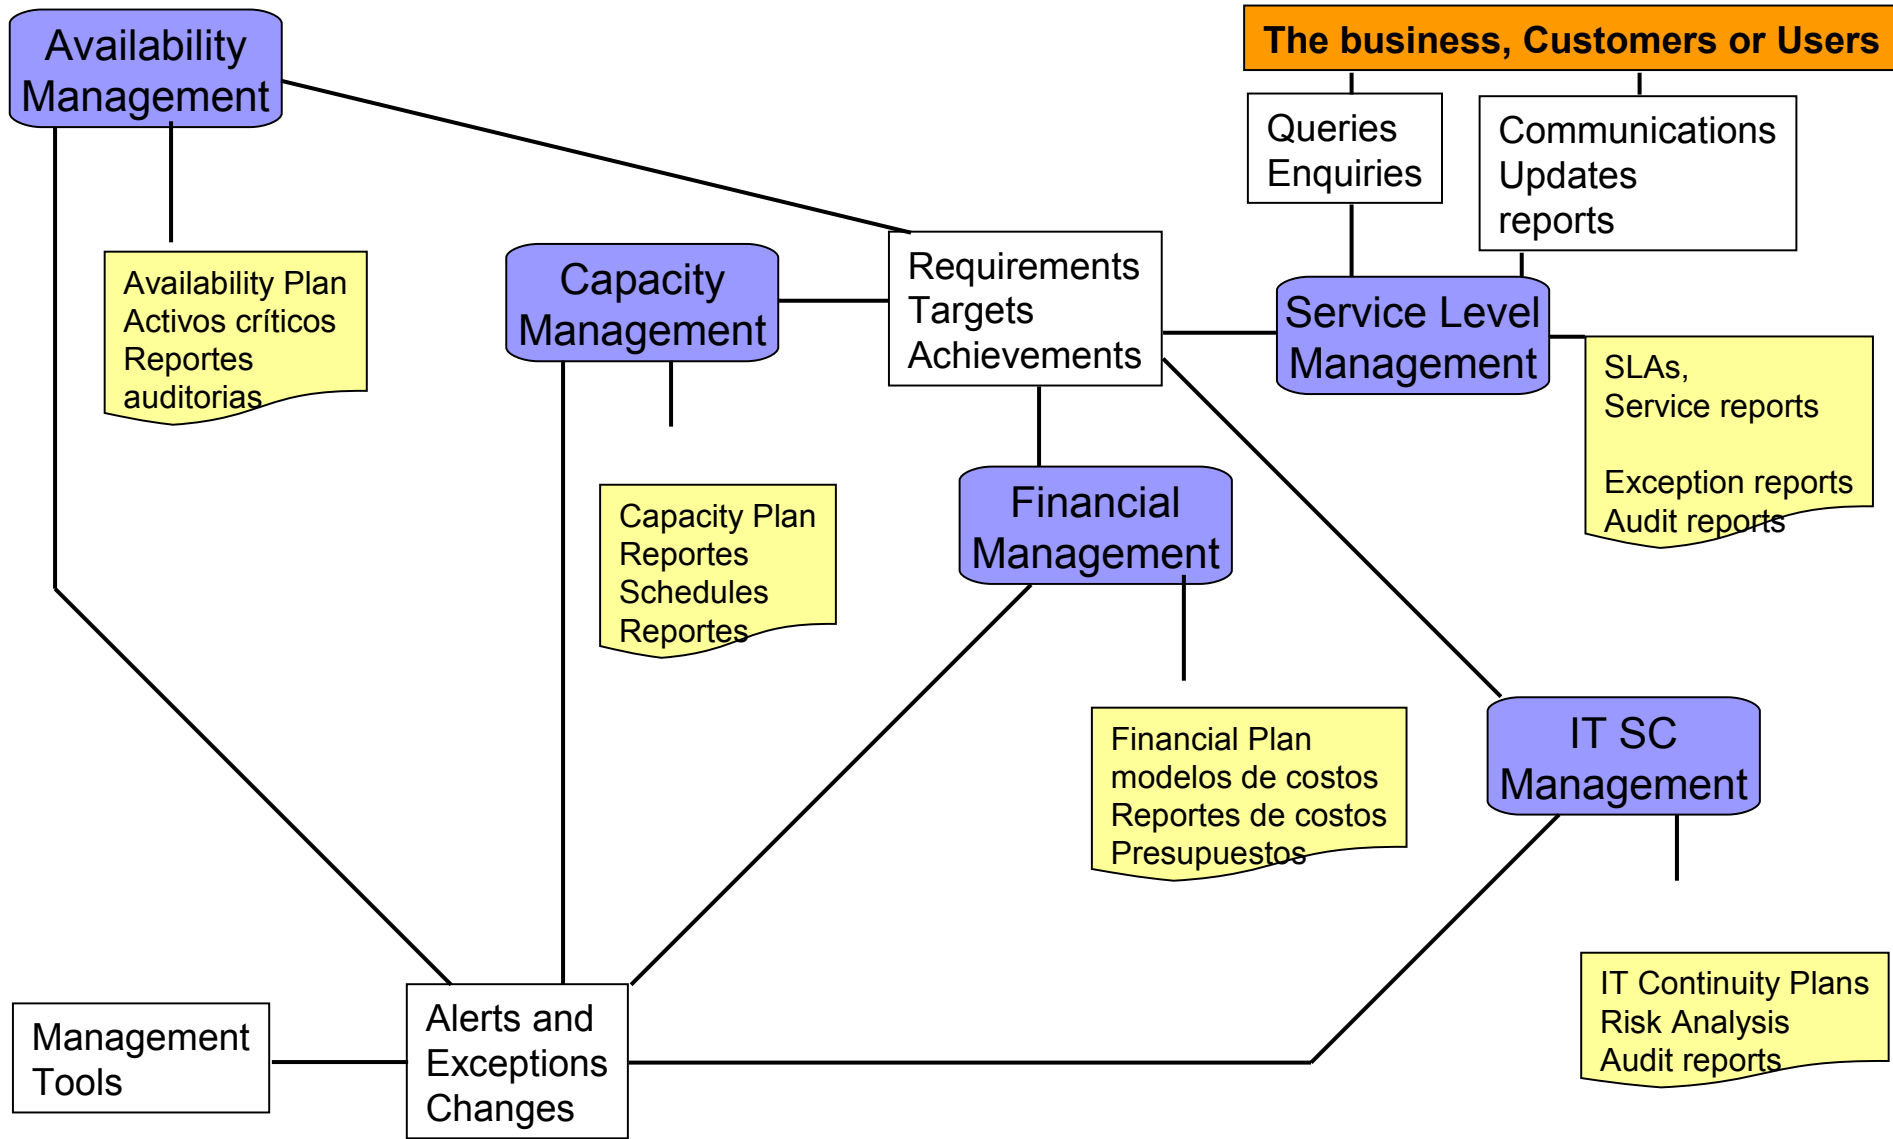 Availability
Management
The business, Customers or Users
Queries
Enquiries
Communications
Updates
reports
Availability Plan
Activos críticos
Reportes
auditorias
Capacity
Management
Requirements
Targets
Achievements
Service Level
Management
SLAs,
Service reports
Exception reports
Audit reports
Capacity Plan
Reportes
Schedules
Reportes
Financial
Management
Financial Plan
modelos de costos
Reportes de costos
Presupuestos
IT SC
Management
IT Continuity Plans
Risk Analysis
Audit reports
Management
Tools
Alerts and
Exceptions
Changes